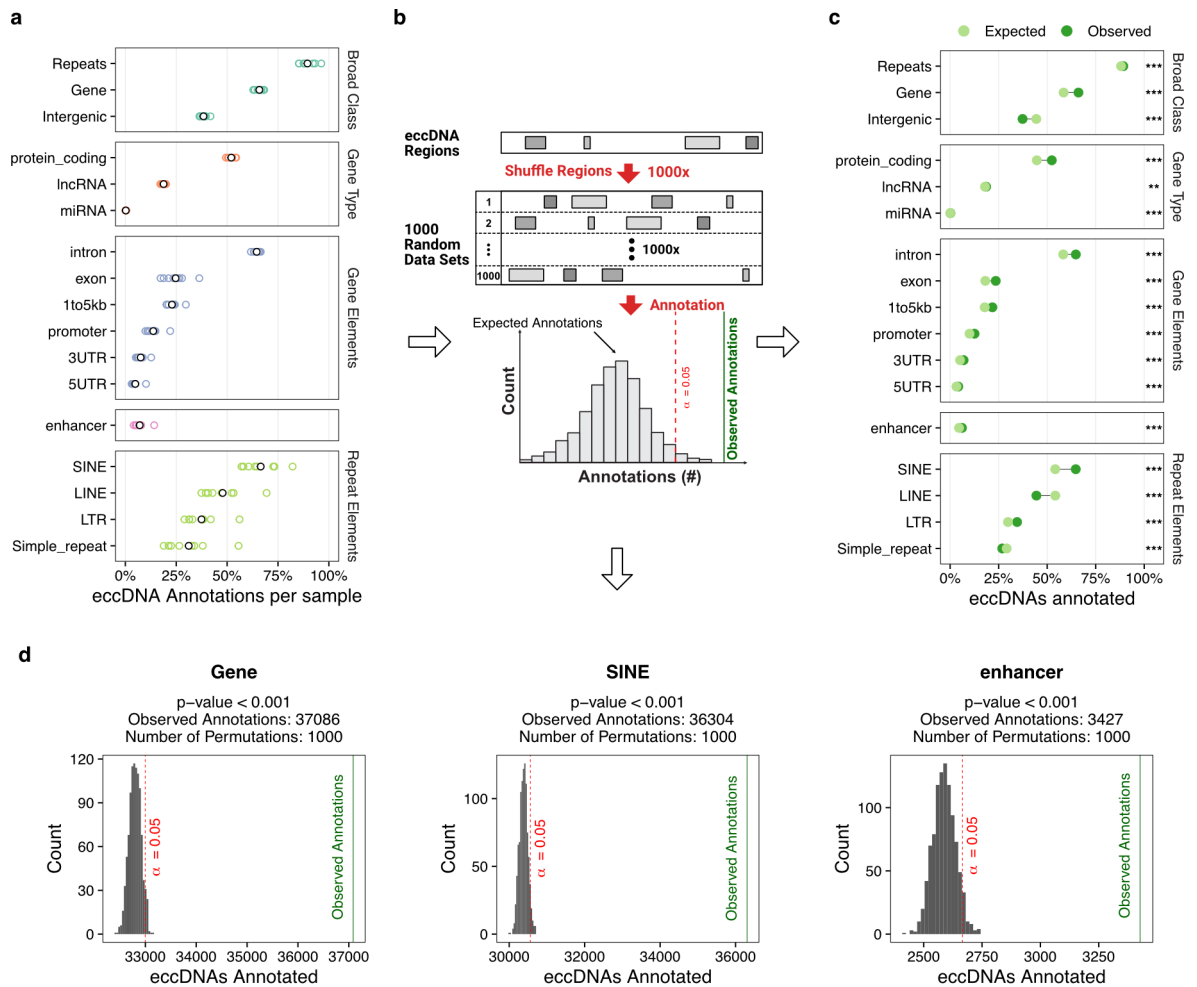 a
Repeats
Gene
Intergenic
Broad Class
protein_coding
lncRNA
miRNA
Gene Type
intron
exon
1to5kb
promoter
3UTR
5UTR
Gene Elements
enhancer
SINE
LINE
LTR
Simple_repeat
Repeat Elements
0% 25% 50% 75% 100%
eccDNA Annotations per sample
b
eccDNA
Regions
Shuffle Regions 1000x
1000
Random
Data Sets
1
2
1000x
1000
Annotation
Expected Annotations
α = 0.05
Observed Annotations
Count
Annotations (#)
c
Expected Observed
Repeats ***
Gene ***
Intergenic ***
Broad Class
protein_coding ***
lncRNA **
miRNA ***
Gene Type
intron ***
exon ***
1to5kb ***
promoter ***
3UTR ***
5UTR ***
Gene Elements
enhancer ***
SINE ***
LINE ***
LTR ***
Simple_repeat ***
Repeat Elements
0% 25% 50% 75% 100%
eccDNAs annotated
d
Gene
p−value < 0.001
Observed Annotations: 37086
Number of Permutations: 1000
120
90
60
30
0
Count
α = 0.05
Observed Annotations
33000 34000 35000 36000 37000
eccDNAs Annotated
SINE
p−value < 0.001
Observed Annotations: 36304
Number of Permutations: 1000
100
50
0
Count
α = 0.05
Observed Annotations
30000 32000 34000 36000
eccDNAs Annotated
enhancer
p−value < 0.001
Observed Annotations: 3427
Number of Permutations: 1000
100
50
0
Count
α = 0.05
Observed Annotations
2500 2750 3000 3250
eccDNAs Annotated